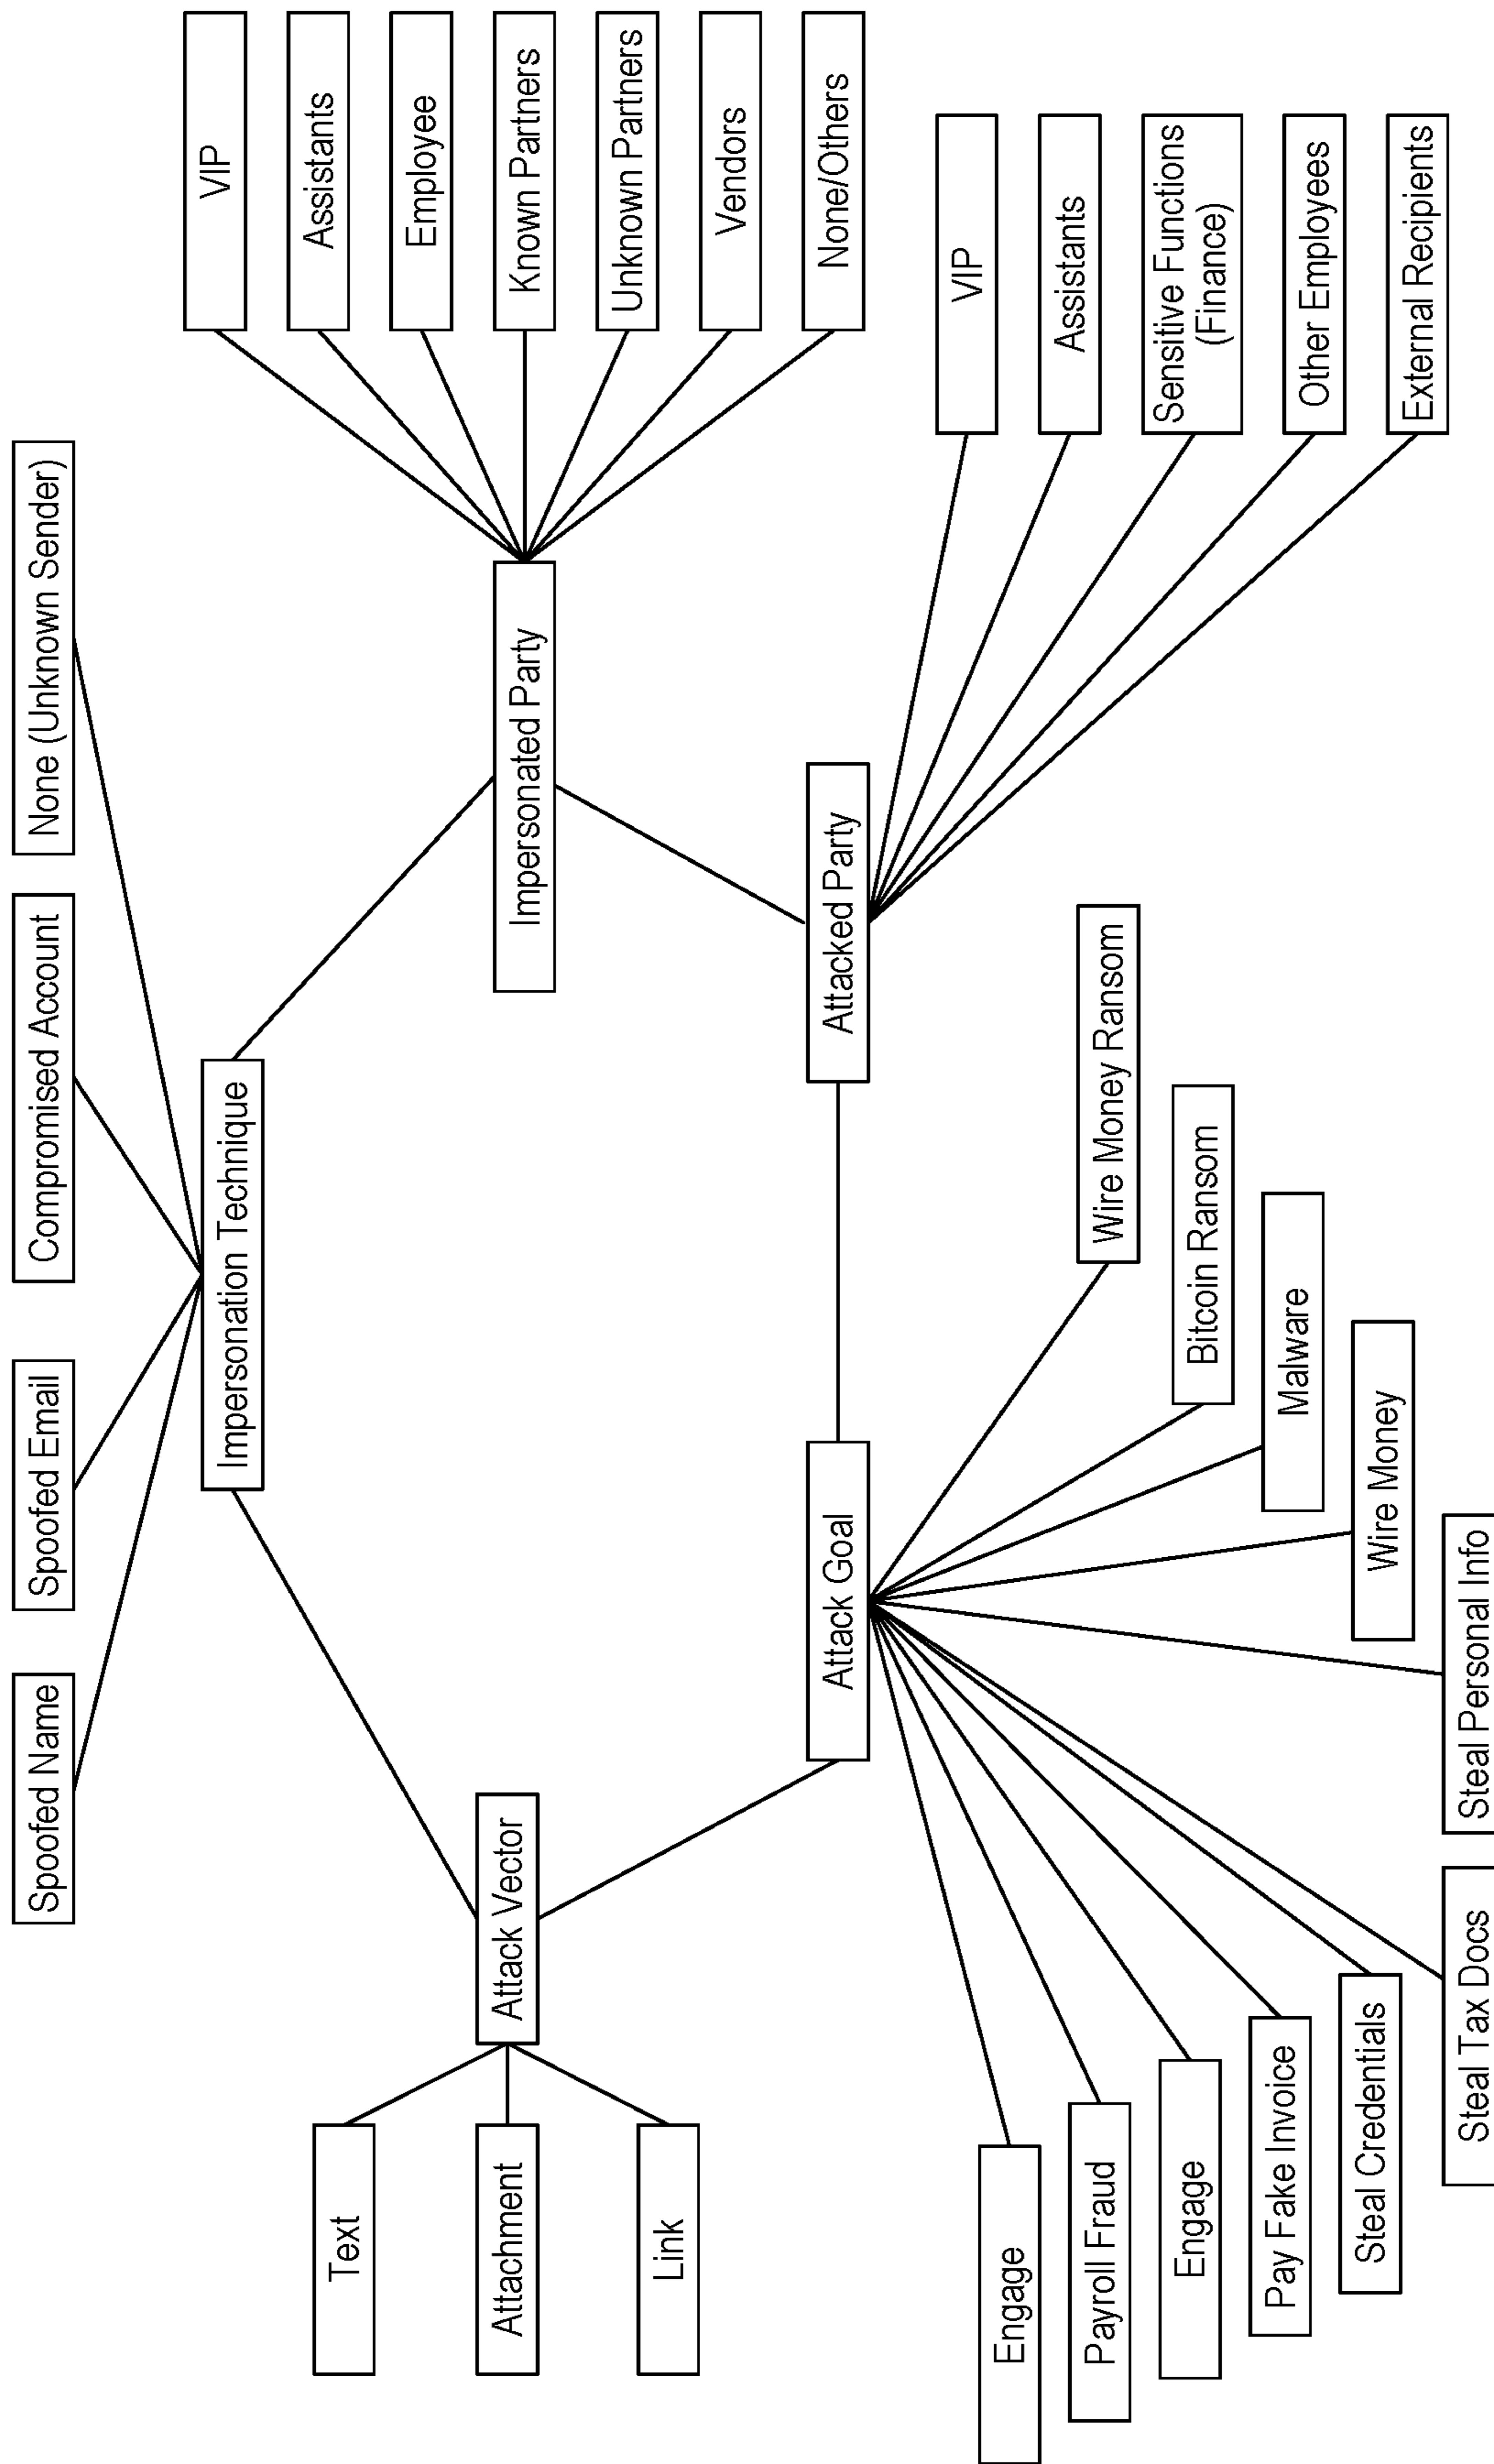 Spoofed Name
Spoofed Email
Compromised Account
None (Unknown Sender)
Impersonation Technique
Text
Attachment
Link
Attack Vector
Impersonated Party
VIP
Assistants
Employee
Known Partners
Unknown Partners
Vendors
None/Others
Attack Goal
Attacked Party
VIP
Assistants
Sensitive Functions
(Finance)
Other Employees
External Recipients
Engage
Payroll Fraud
Engage
Pay Fake Invoice
Steal Credentials
Steal Tax Docs
Steal Personal Info
Wire Money
Malware
Bitcoin Ransom
Wire Money Ransom